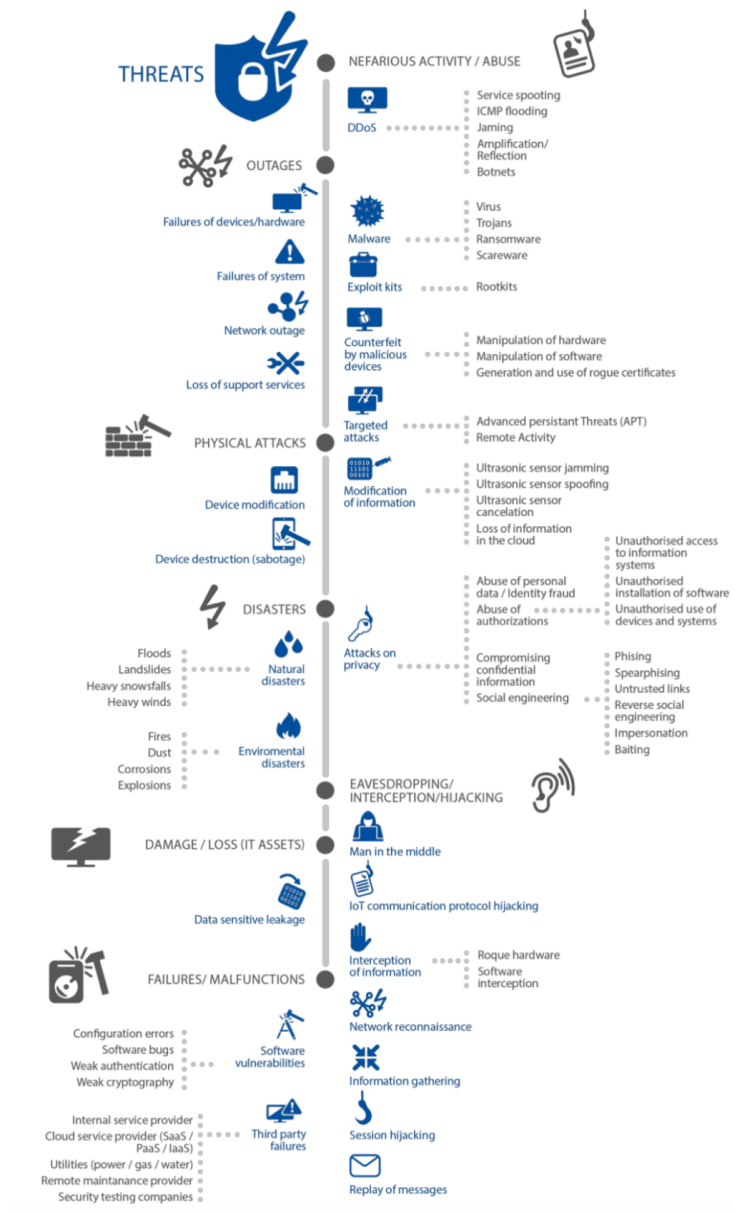 THREATS
NEFARIOUS ACTIVITY / ABUSE
DDoS
Service spooting
ICMP flooding
Jaming
Amplification/
Reflection
Botnets
OUTAGES
Failures of devices/hardware
Failures of system
Network outage
Loss of support services
Malware
Virus
Trojans
Ransomware
Scareware
Exploit kits
Rootkits
Counterfeit
by malicious
devices
Manipulation of hardware
Manipulation of software
Generation and use of rogue certificates
Targeted
attacks
Advanced persistant Threats (APT)
Remote Activity
PHYSICAL ATTACKS
Device modification
Device destruction (sabotage)
01010
11101
00101
Modification
of information
Ultrasonic sensor jamming
Ultrasonic sensor spoofing
Ultrasonic sensor
cancelation
Loss of information
in the cloud
DISASTERS
Floods
Landslides
Heavy snowsfalls
Heavy winds
Natural
disasters
Fires
Dust
Corrosions
Explosions
Enviromental
disasters
Attacks on
privacy
Abuse of personal
data / Identity fraud
Abuse of
authorizations
Unauthorised access
to information
systems
Unauthorised
installation of software
Unauthorised use of
devices and systems
Compromising
confidential
information
Social engineering
Phising
Spearphising
Untrusted links
Reverse social
engineering
Impersonation
Baiting
EAVESDROPPING/
INTERCEPTION/HIJACKING
Man in the middle
IoT communication protocol hijacking
Interception
of information
Roque hardware
Software
interception
Network reconnaissance
Information gathering
Session hijacking
Replay of messages
DAMAGE / LOSS (IT ASSETS)
01010
11101
00101
Data sensitive leakage
FAILURES/ MALFUNCTIONS
Configuration errors
Software bugs
Weak authentication
Weak cryptography
Software
vulnerabilities
Internal service provider
Cloud service provider (SaaS /
PaaS / IaaS)
Utilities (power / gas / water)
Remote maintanance provider
Security testing companies
Third party
failures